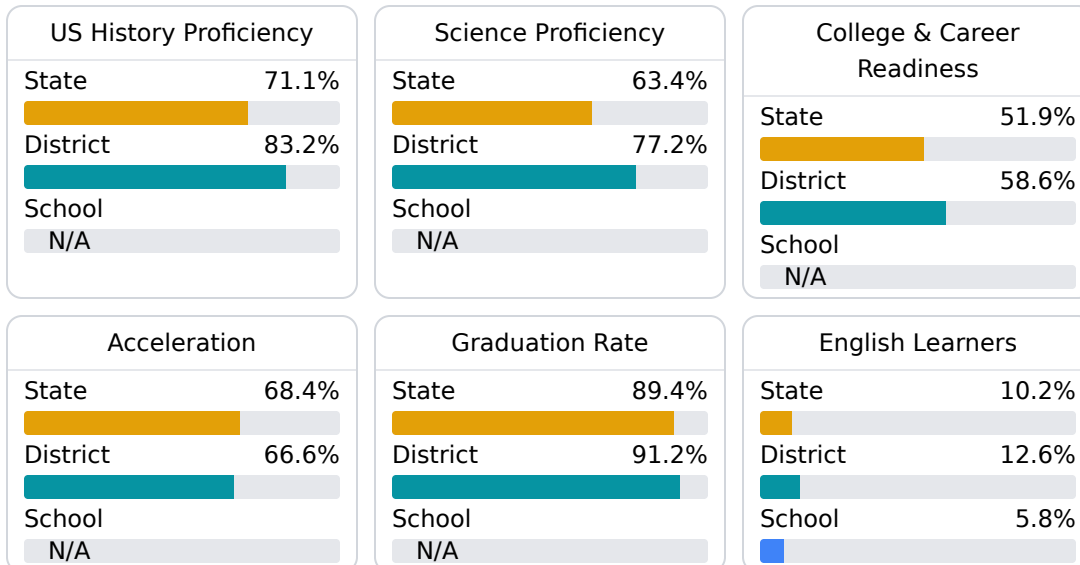 US History Proficiency
State 71.1%
District 83.2%
School
N/A
Science Proficiency
State 63.4%
District 77.2%
School
N/A
College & Career
Readiness
State 51.9%
District 58.6%
School
N/A
Acceleration
State 68.4%
District 66.6%
School
N/A
Graduation Rate
State 89.4%
District 91.2%
School
N/A
English Learners
State 10.2%
District 12.6%
School 5.8%